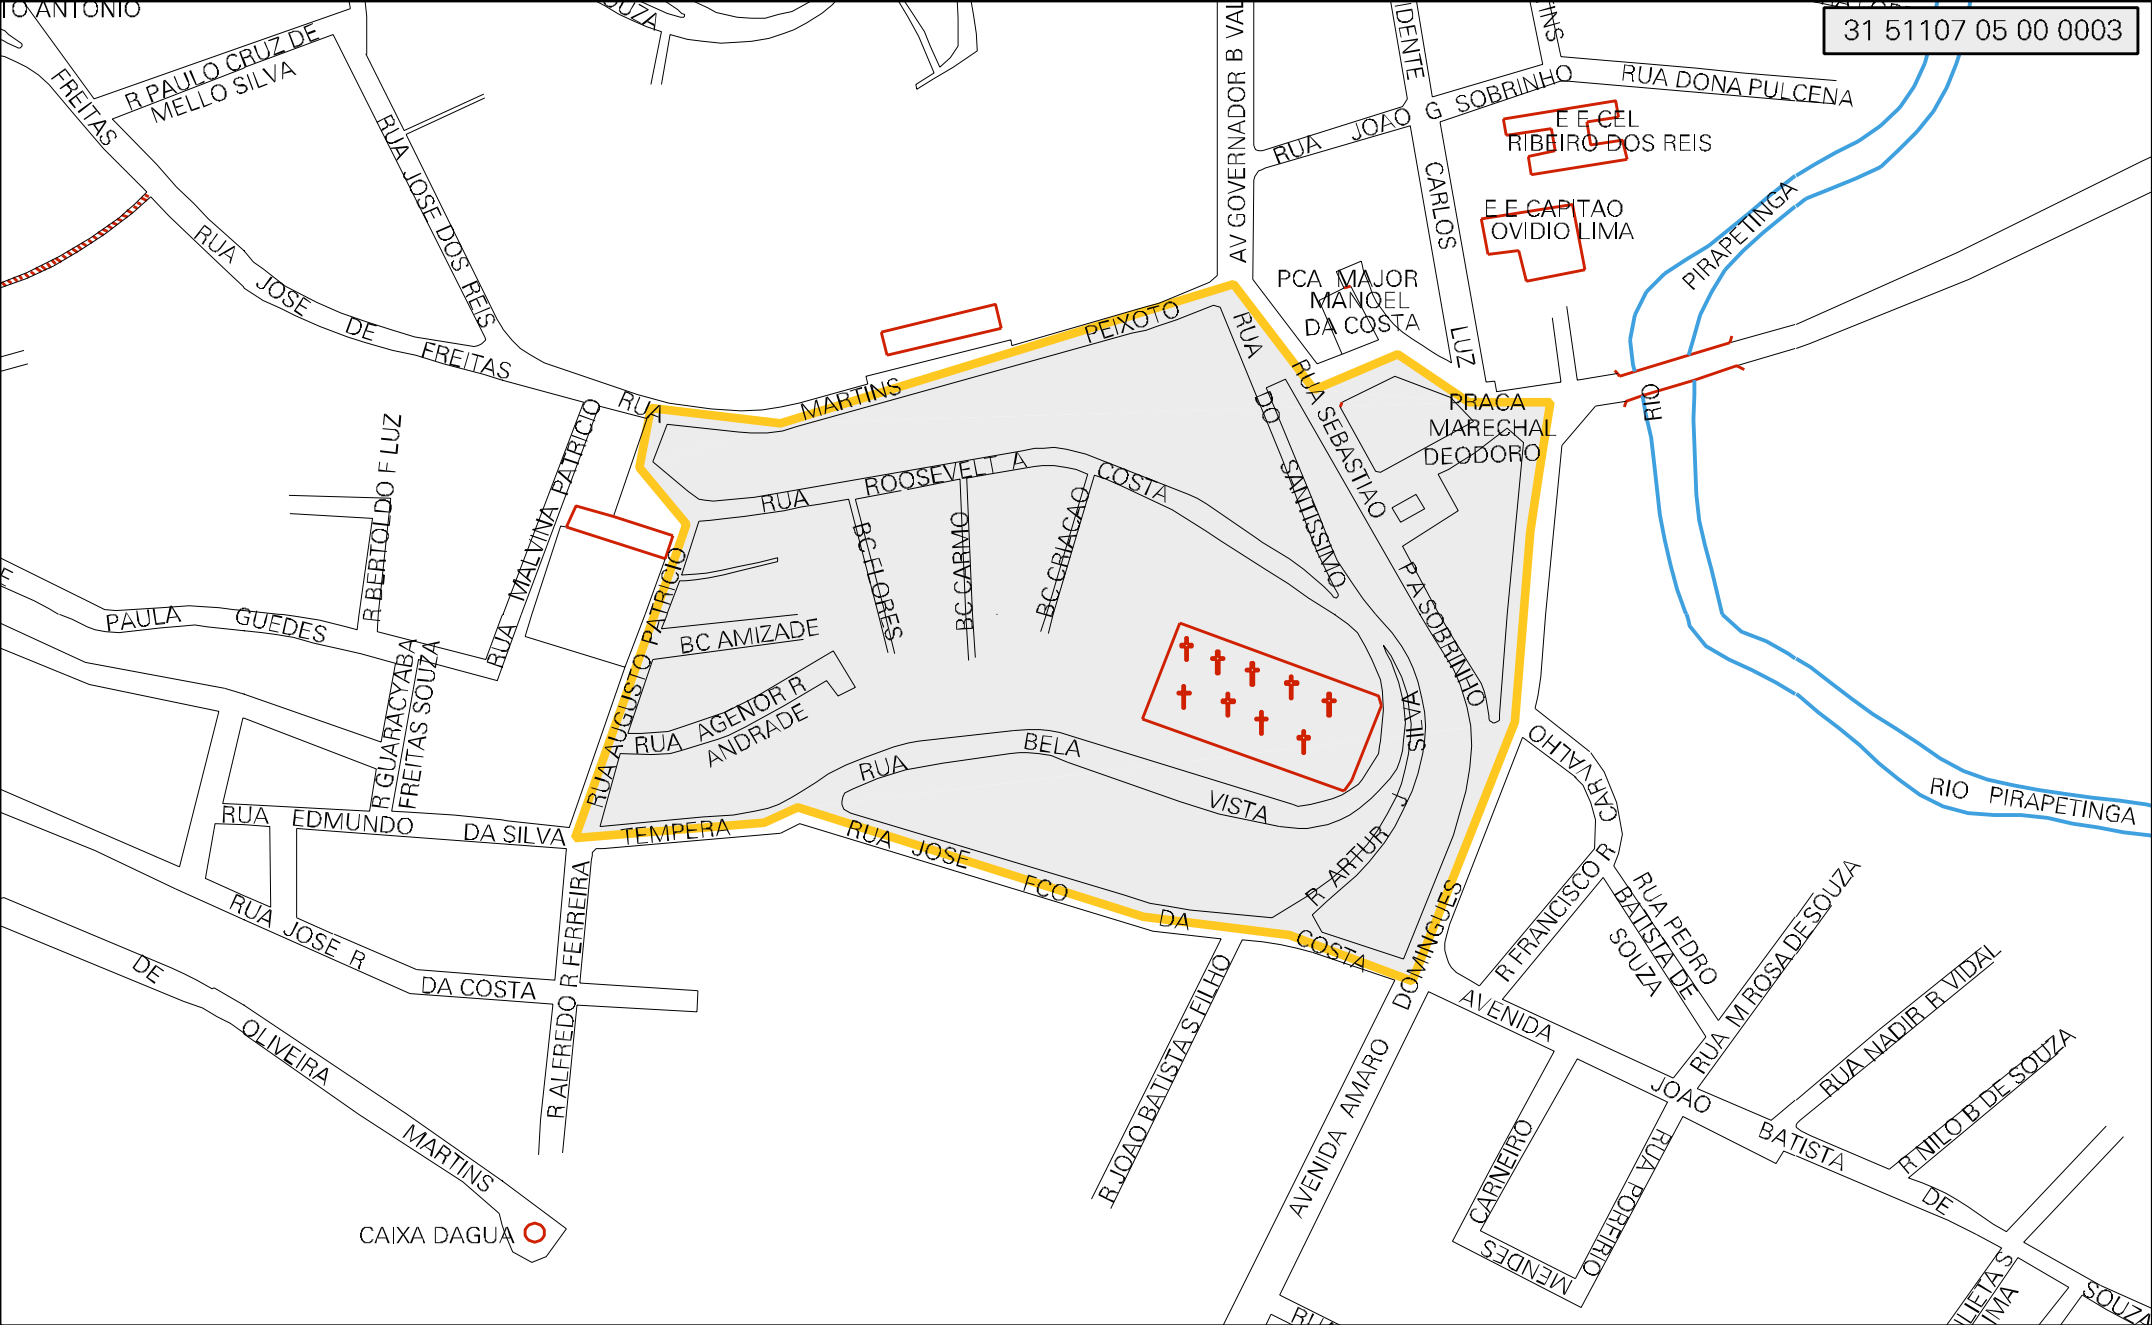 TO ANTONIO
OUZA
31 51107 05 00 0003
R PAULO CRUZ DE
MELLO SILVA
FREITAS
RUA JOSE DOS REIS
AV GOVERNADOR B VAL
IDENTE
CARLOS
LUZ
INS
RUA JOAO G SOBRINHO
RUA DONA PULCENA
E E CEL
RIBEIRO DOS REIS
E E CAPITAO
OVIDIO LIMA
PIRAPETINGA
RIO
RUA JOSE DE FREITAS
PCA MAJOR
MANOEL
DA COSTA
RUA MARTINS PEIXOTO
RUA DO SANTISSIMO
RUA SEBASTIAO
P A SOBRINHO
PRACA
MARECHAL
DEODORO
R BERTOLDO F LUZ
RUA MALVINA PATRICIO
RUA ROOSEVELT A COSTA
BC FLORES
BC CARMO
BC CRIACAO
BC AMIZADE
RUA AUGUSTO PATRICIO
RUA AGENOR R
ANDRADE
E
PAULA GUEDES
R GUARACYABA
FREITAS SOUZA
RUA BELA VISTA
R ARTUR J SILVA
RUA EDMUNDO DA SILVA
TEMPERA
RUA JOSE FCO DA COSTA
RUA JOSE R DA COSTA
R ALFREDO R FERREIRA
DE OLIVEIRA MARTINS
CAIXA DAGUA
R JOAO BATISTA S FILHO
AVENIDA AMARO DOMINGUES
R FRANCISCO R CARVALHO
RUA PEDRO
BATISTA DE
SOUZA
RUA M ROSA DE SOUZA
RUA NADIR R VIDAL
R NILO B DE SOUZA
RIO PIRAPETINGA
AVENIDA JOAO BATISTA DE SOUZA
CARNEIRO
MENDES
RUA PORFIRIO
LIETA S
IMA
RU